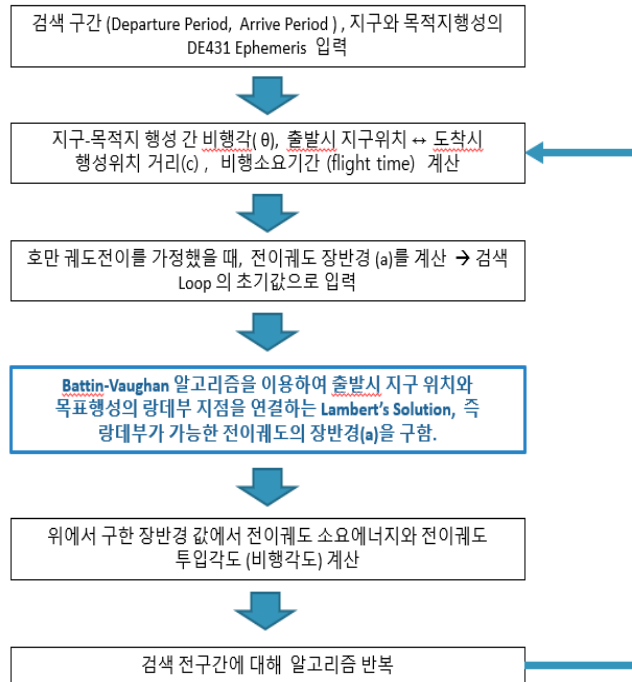 검색 구간 (Departure Period, Arrive Period ) , 지구와 목적지행성의
DE431 Ephemeris 입력
지구-목적지 행성 간 비행각( θ), 출발시 지구위치 ↔ 도착시
행성위치 거리(c) , 비행소요기간 (flight time) 계산
호만 궤도전이를 가정했을 때, 전이궤도 장반경 (a)를 계산 → 검색
Loop 의 초기값으로 입력
Battin-Vaughan 알고리즘을 이용하여 출발시 지구 위치와
목표행성의 랑데부 지점을 연결하는 Lambert’s Solution, 즉
랑데부가 가능한 전이궤도의 장반경(a)을 구함.
위에서 구한 장반경 값에서 전이궤도 소요에너지와 전이궤도
투입각도 (비행각도) 계산
검색 전구간에 대해 알고리즘 반복